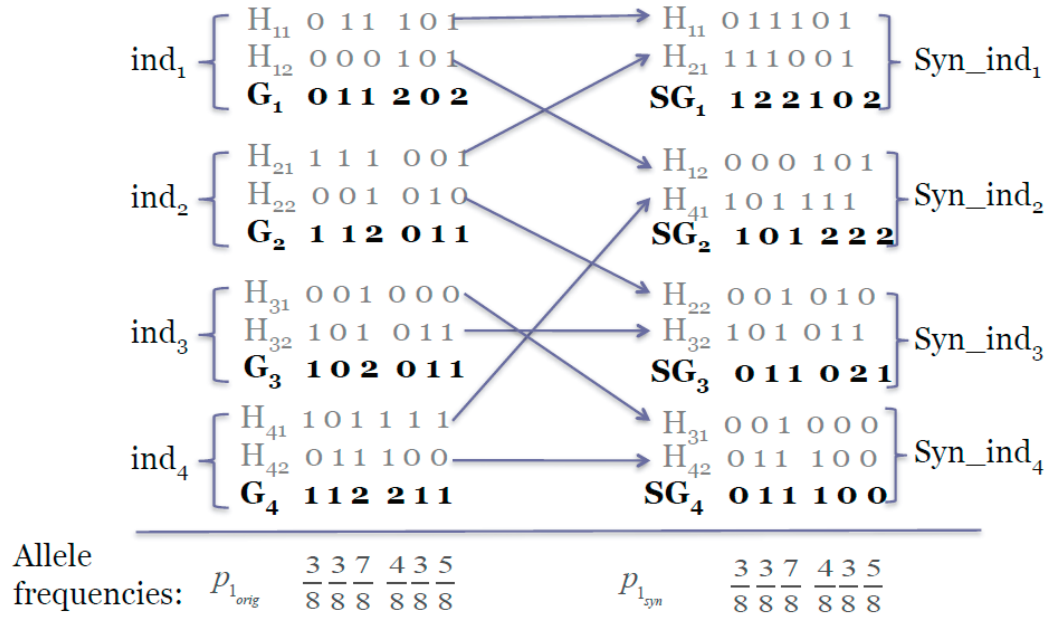 H₁₁ 0 1 1 1 0 1 H₁₁ 0 1 1 1 0 1
ind₁ H₁₂ 0 0 0 1 0 1 H₂₁ 1 1 1 0 0 1 Syn_ind₁
G₁ 0 1 1 2 0 2 SG₁ 1 2 2 1 0 2
H₂₁ 1 1 1 0 0 1 H₁₂ 0 0 0 1 0 1
ind₂ H₂₂ 0 0 1 0 1 0 H₄₁ 1 0 1 1 1 1 Syn_ind₂
G₂ 1 1 2 0 1 1 SG₂ 1 0 1 2 2 2
H₃₁ 0 0 1 0 0 0 H₂₂ 0 0 1 0 1 0
ind₃ H₃₂ 1 0 1 0 1 1 H₃₂ 1 0 1 0 1 1 Syn_ind₃
G₃ 1 0 2 0 1 1 SG₃ 0 1 1 0 2 1
H₄₁ 1 0 1 1 1 1 H₃₁ 0 0 1 0 0 0
ind₄ H₄₂ 0 1 1 1 0 0 H₄₂ 0 1 1 1 0 0 Syn_ind₄
G₄ 1 1 2 2 1 1 SG₄ 0 1 1 1 0 0
Allele frequencies: p₁orig 3/8 3/8 7/8 4/8 3/8 5/8 p₁syn 3/8 3/8 7/8 4/8 3/8 5/8